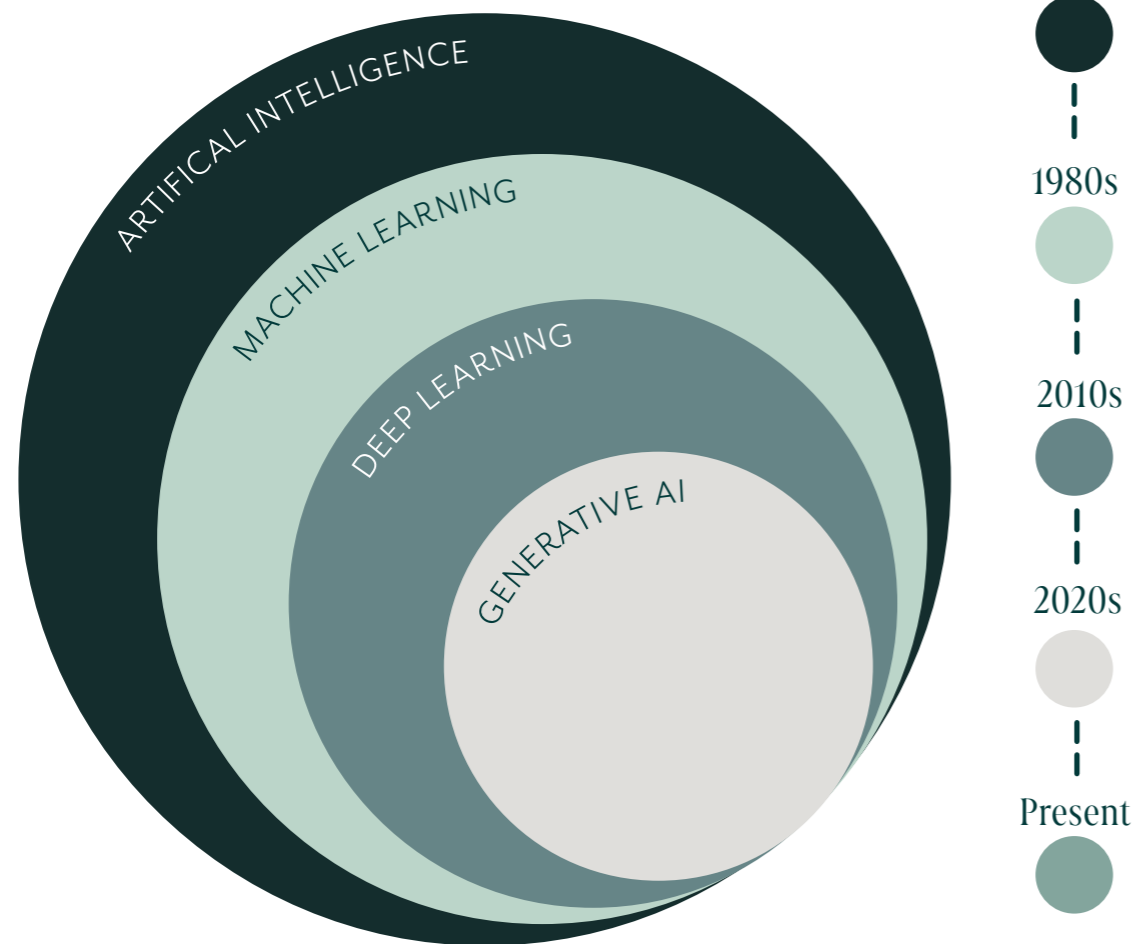 ARTIFICAL INTELLIGENCE
MACHINE LEARNING
DEEP LEARNING
GENERATIVE AI
1980s
2010s
2020s
Present